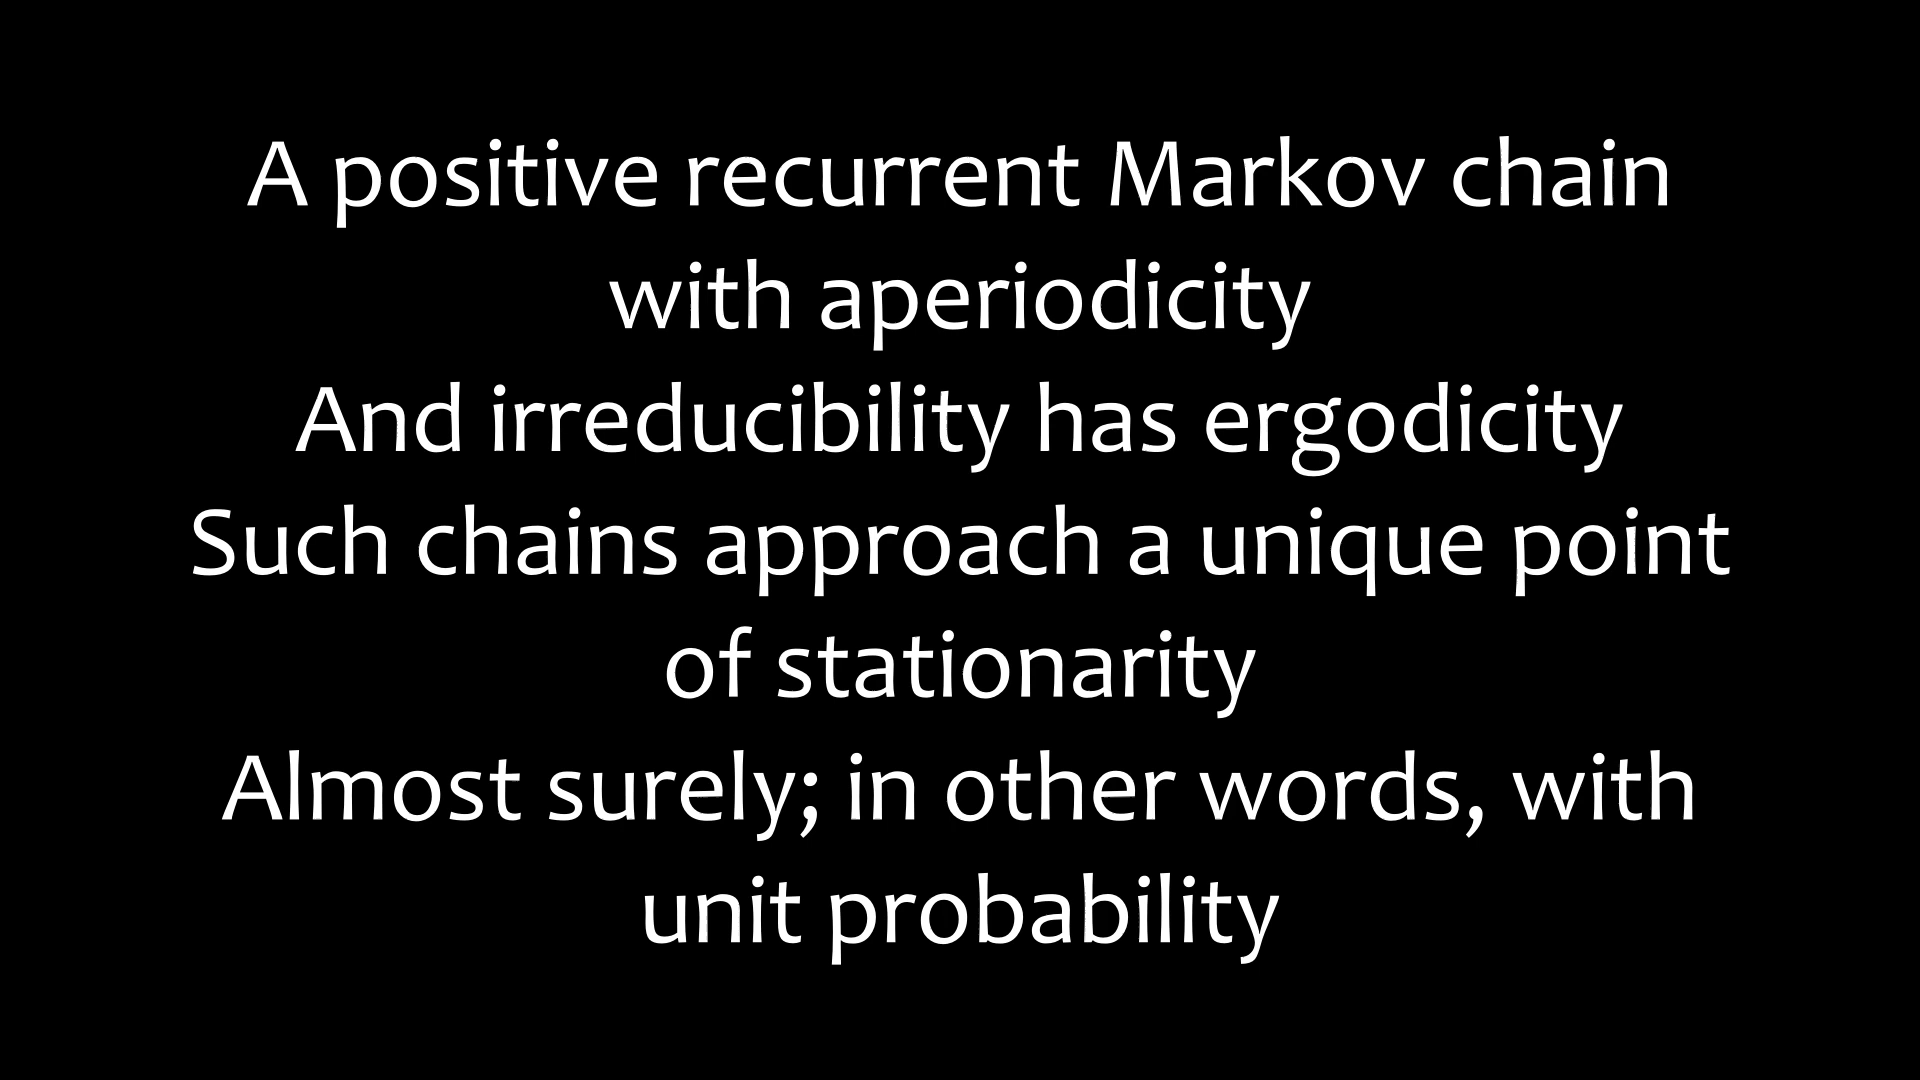 A positive recurrent Markov chain
with aperiodicity
And irreducibility has ergodicity
Such chains approach a unique point
of stationarity
Almost surely; in other words, with
unit probability